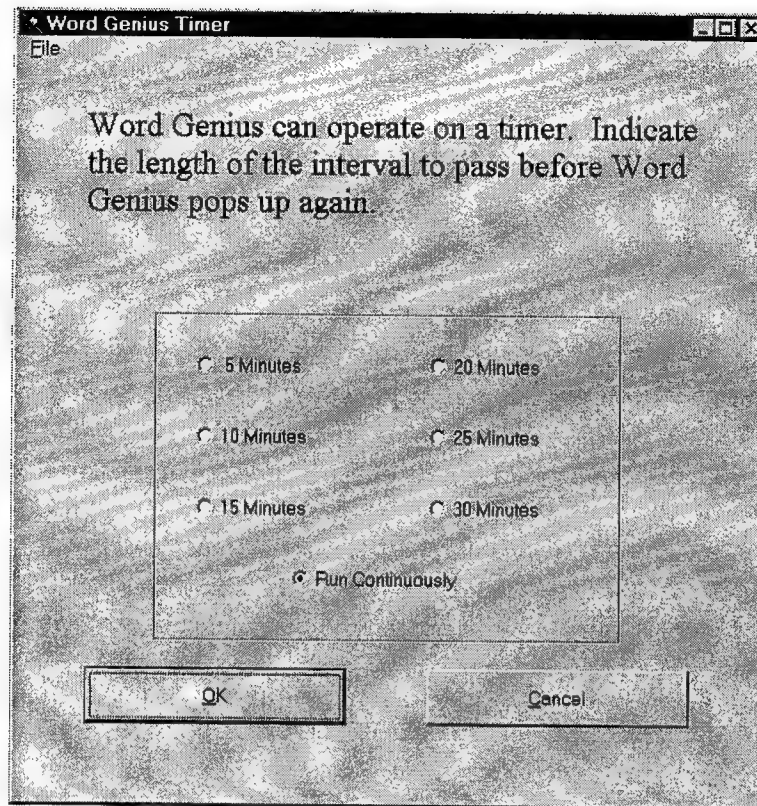 Word Genius Timer
File
Word Genius can operate on a timer. Indicate
the length of the interval to pass before Word
Genius pops up again.
5 Minutes
20 Minutes
10 Minutes
25 Minutes
15 Minutes
30 Minutes
Run Continuously
OK
Cancel